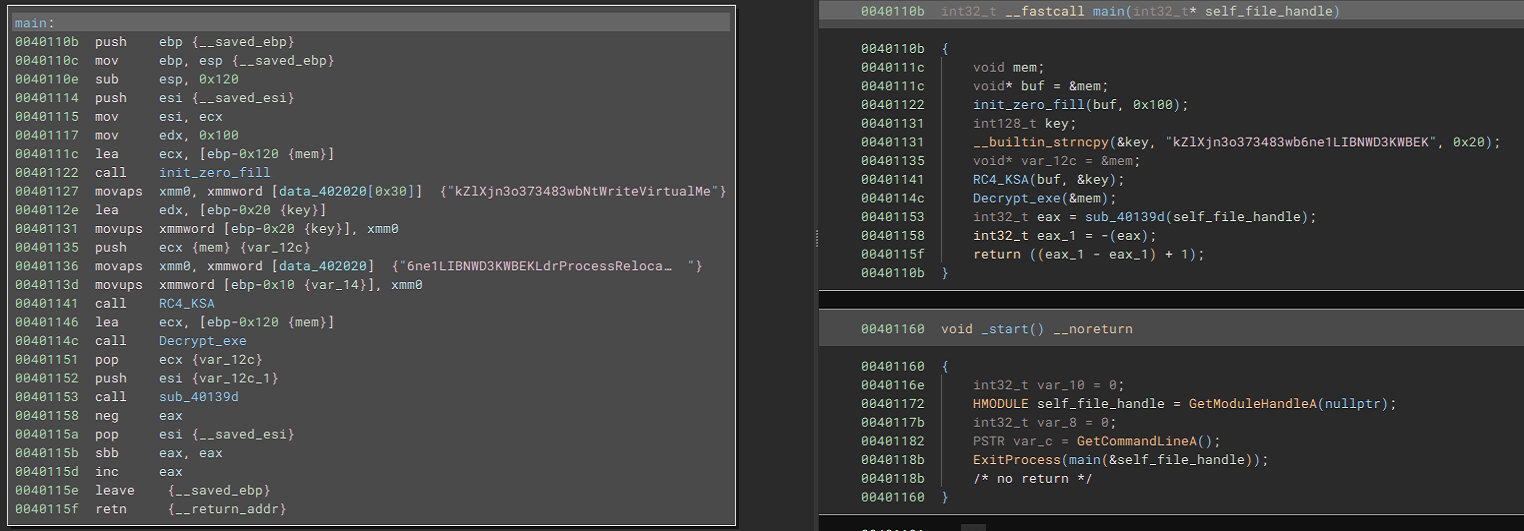 main:
0040110b push ebp {__saved_ebp}
0040110c mov ebp, esp {__saved_ebp}
0040110e sub esp, 0x120
00401114 push esi {__saved_esi}
00401115 mov esi, ecx
00401117 mov edx, 0x100
0040111c lea ecx, [ebp-0x120 {mem}]
00401122 call init_zero_fill
00401127 movaps xmm0, xmmword [data_402020[0x30]] {"kZlXjn3o373483wbNtWriteVirtualMe"}
0040112e lea edx, [ebp-0x20 {key}]
00401131 movups xmmword [ebp-0x20 {key}], xmm0
00401135 push ecx {mem} {var_12c}
00401136 movaps xmm0, xmmword [data_402020] {"6ne1LIBNWD3KWBEKLdrProcessReloca… "}
0040113d movups xmmword [ebp-0x10 {var_14}], xmm0
00401141 call RC4_KSA
00401146 lea ecx, [ebp-0x120 {mem}]
0040114c call Decrypt_exe
00401151 pop ecx {var_12c}
00401152 push esi {var_12c_1}
00401153 call sub_40139d
00401158 neg eax
0040115a pop esi {__saved_esi}
0040115b sbb eax, eax
0040115d inc eax
0040115e leave {__saved_ebp}
0040115f retn {__return_addr}
0040110b int32_t __fastcall main(int32_t* self_file_handle)
0040110b {
0040111c void mem;
0040111c void* buf = &mem;
00401122 init_zero_fill(buf, 0x100);
00401131 int128_t key;
00401131 __builtin_strncpy(&key, "kZlXjn3o373483wb6ne1LIBNWD3KWBEK", 0x20);
00401135 void* var_12c = &mem;
00401141 RC4_KSA(buf, &key);
0040114c Decrypt_exe(&mem);
00401153 int32_t eax = sub_40139d(self_file_handle);
00401158 int32_t eax_1 = -(eax);
0040115f return ((eax_1 - eax_1) + 1);
0040110b }
00401160 void _start() __noreturn
00401160 {
0040116e int32_t var_10 = 0;
00401172 HMODULE self_file_handle = GetModuleHandleA(nullptr);
0040117b int32_t var_8 = 0;
00401182 PSTR var_c = GetCommandLineA();
0040118b ExitProcess(main(&self_file_handle));
0040118b /* no return */
00401160 }